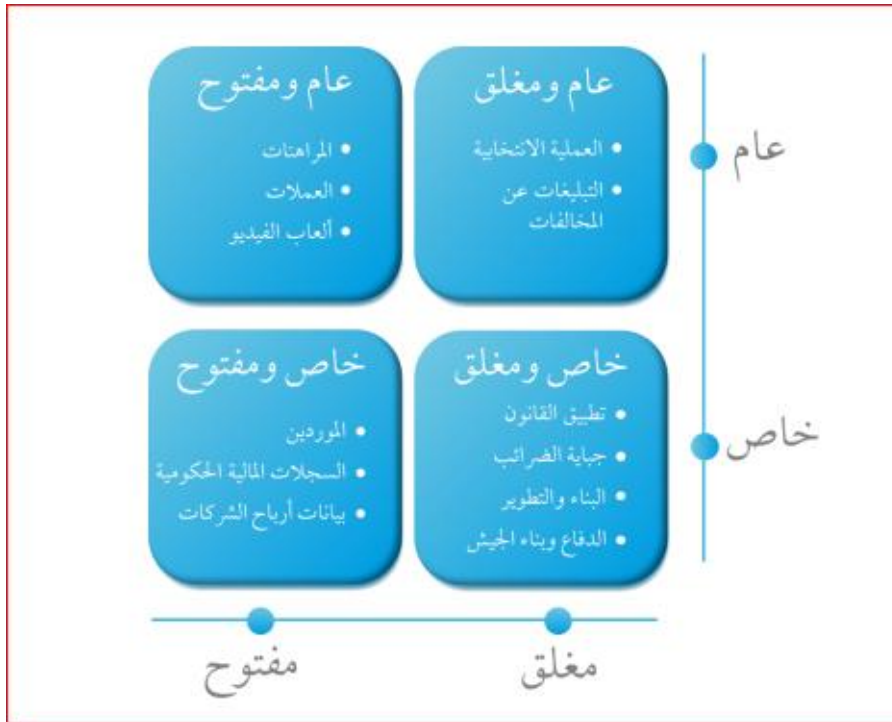 عام ومغلق
العملية الانتخابية
التبليغات عن
المخالفات
عام ومفتوح
المراهنات
العملات
ألعاب الفيديو
عام
خاص ومغلق
تطبيق القانون
جباية الضرائب
البناء والتطوير
الدفاع وبناء الجيش
خاص ومفتوح
الموردين
السجلات المالية الحكومية
بيانات أرباح الشركات
خاص
مغلق
مفتوح